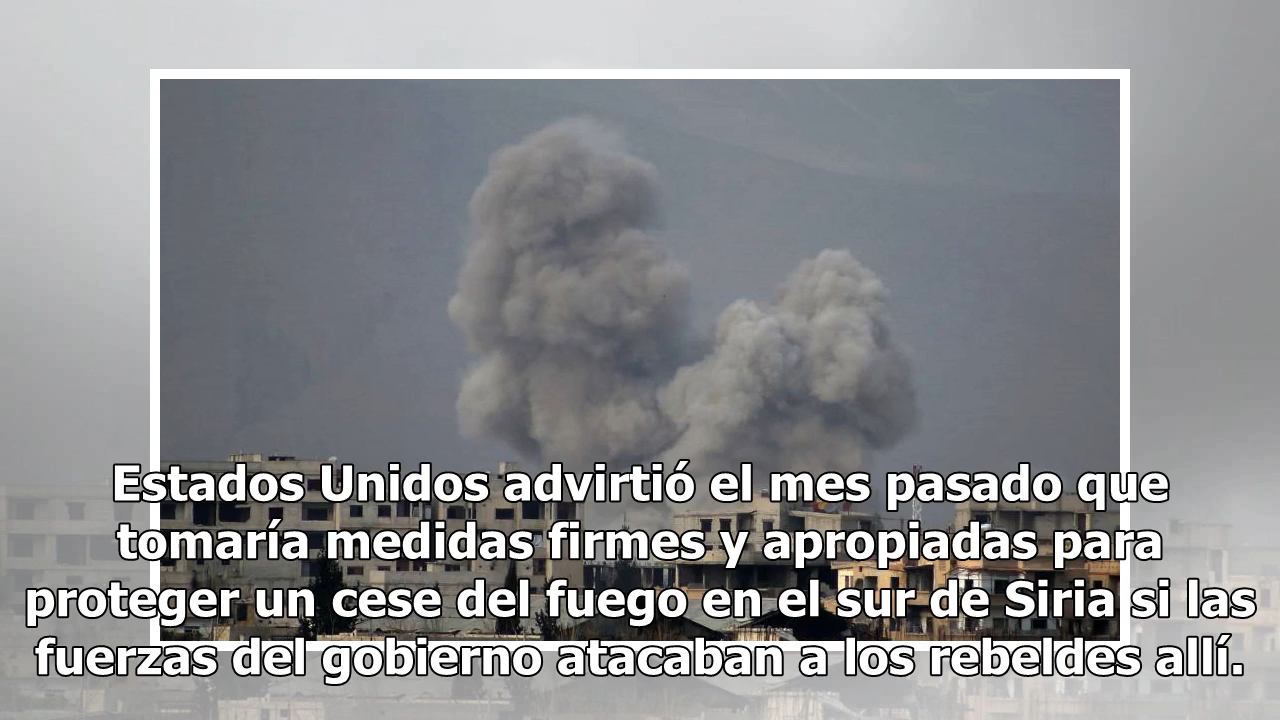 Estados Unidos advirtió el mes pasado que
tomaría medidas firmes y apropiadas para
proteger un cese del fuego en el sur de Siria si las
fuerzas del gobierno atacaban a los rebeldes allí.